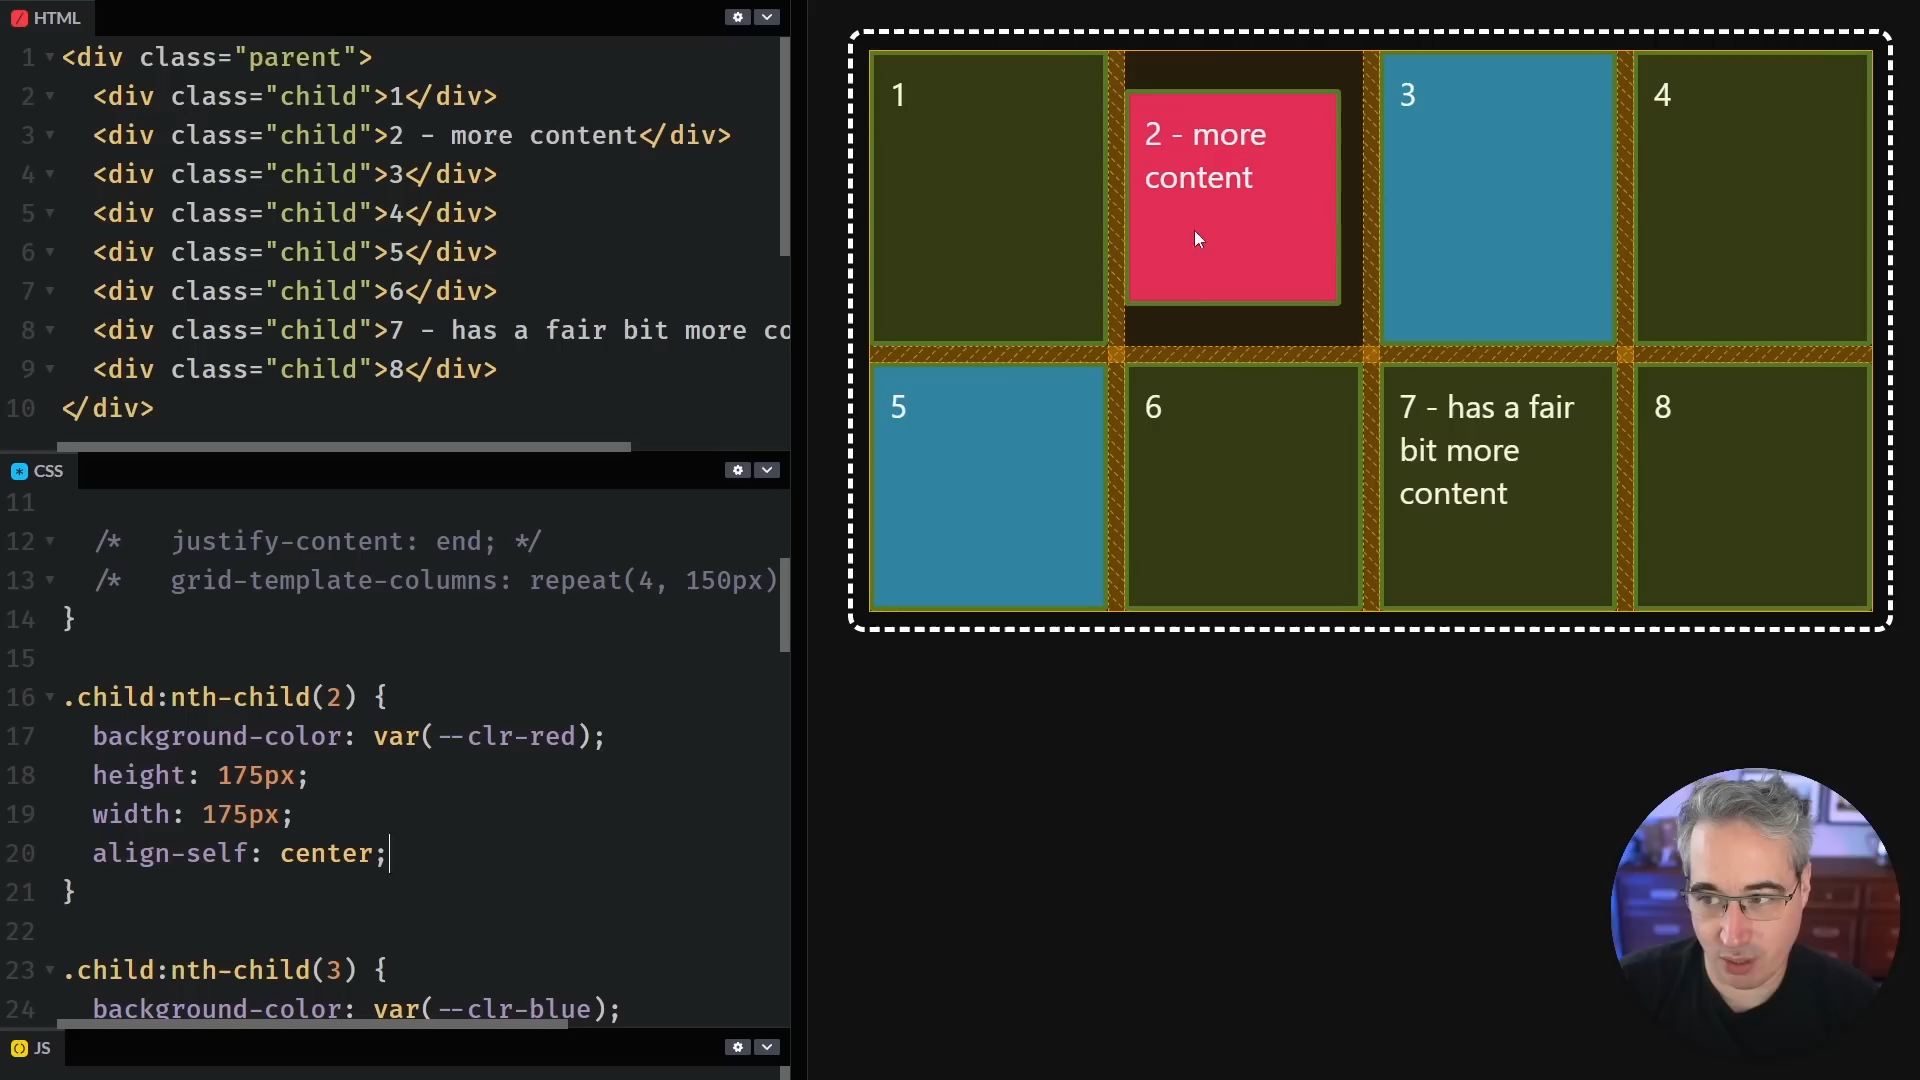 HTML
1 <div class="parent">
2 <div class="child">1</div>
3 <div class="child">2 - more content</div>
4 <div class="child">3</div>
5 <div class="child">4</div>
6 <div class="child">5</div>
7 <div class="child">6</div>
8 <div class="child">7 - has a fair bit more co
9 <div class="child">8</div>
10 </div>
CSS
11
12 /* justify-content: end; */
13 /* grid-template-columns: repeat(4, 150px)
14 }
15
16 .child:nth-child(2) {
17 background-color: var(--clr-red);
18 height: 175px;
19 width: 175px;
20 align-self: center;
21 }
22
23 .child:nth-child(3) {
24 background-color: var(--clr-blue);
JS
1
2 - more
content
3
4
5
6
7 - has a fair
bit more
content
8